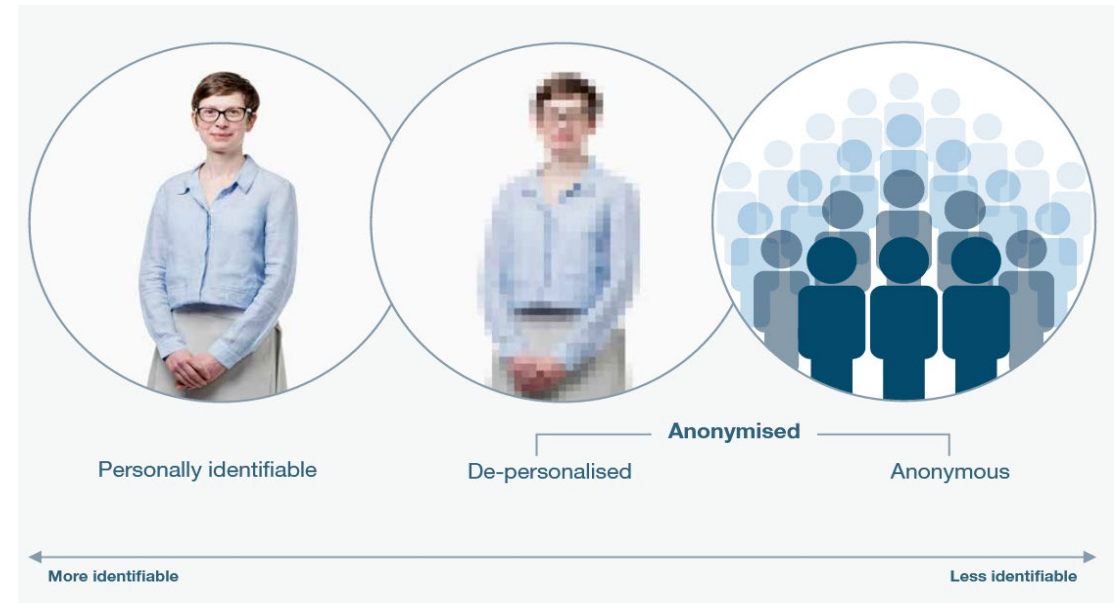 Anonymised
Personally identifiable
De-personalised
Anonymous
More identifiable
Less identifiable